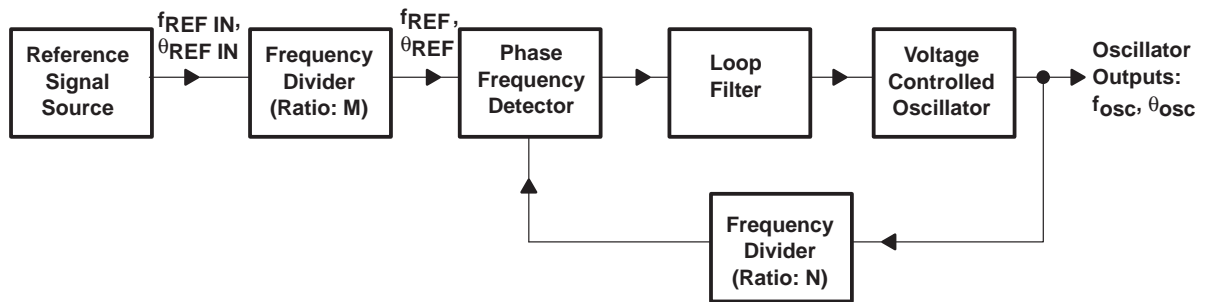 fREF IN,
θREF IN
fREF,
θREF
Reference
Signal
Source
Frequency
Divider
(Ratio: M)
Phase
Frequency
Detector
Loop
Filter
Voltage
Controlled
Oscillator
Oscillator
Outputs:
fosc, θosc
Frequency
Divider
(Ratio: N)